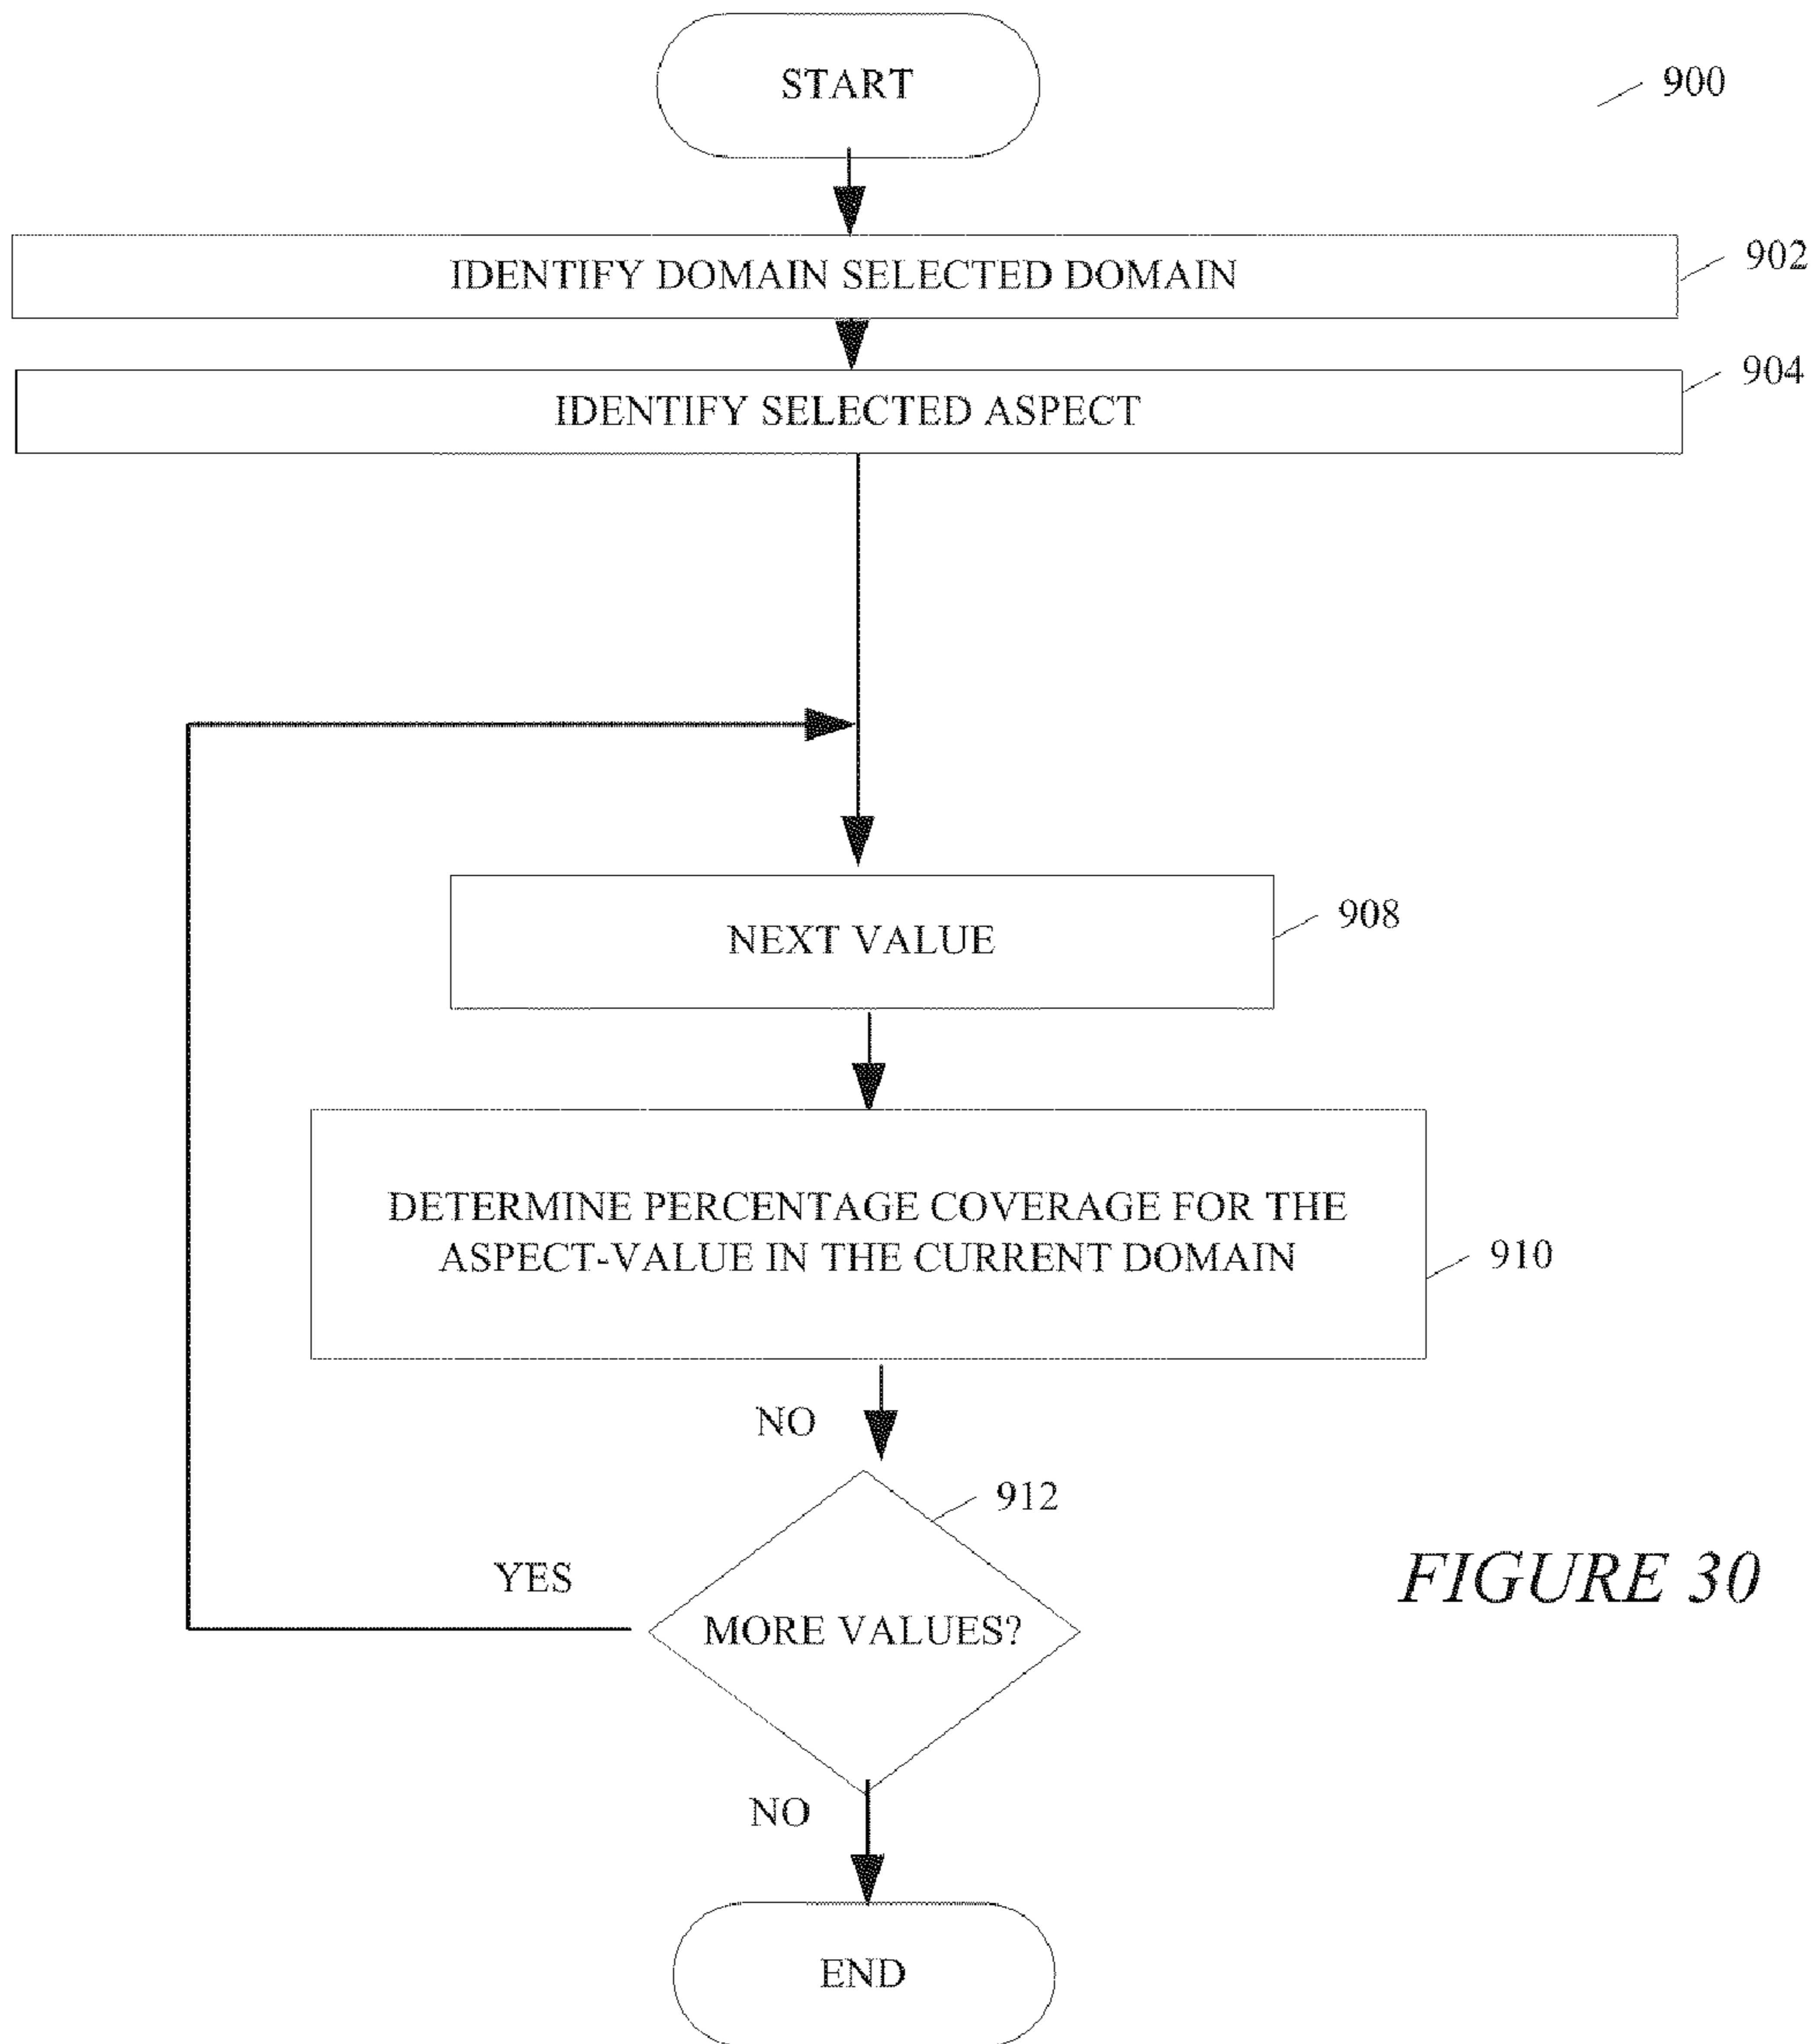 START
900
IDENTIFY DOMAIN SELECTED DOMAIN
902
IDENTIFY SELECTED ASPECT
904
NEXT VALUE
908
DETERMINE PERCENTAGE COVERAGE FOR THE
ASPECT-VALUE IN THE CURRENT DOMAIN
910
NO
912
YES
MORE VALUES?
FIGURE 30
NO
END